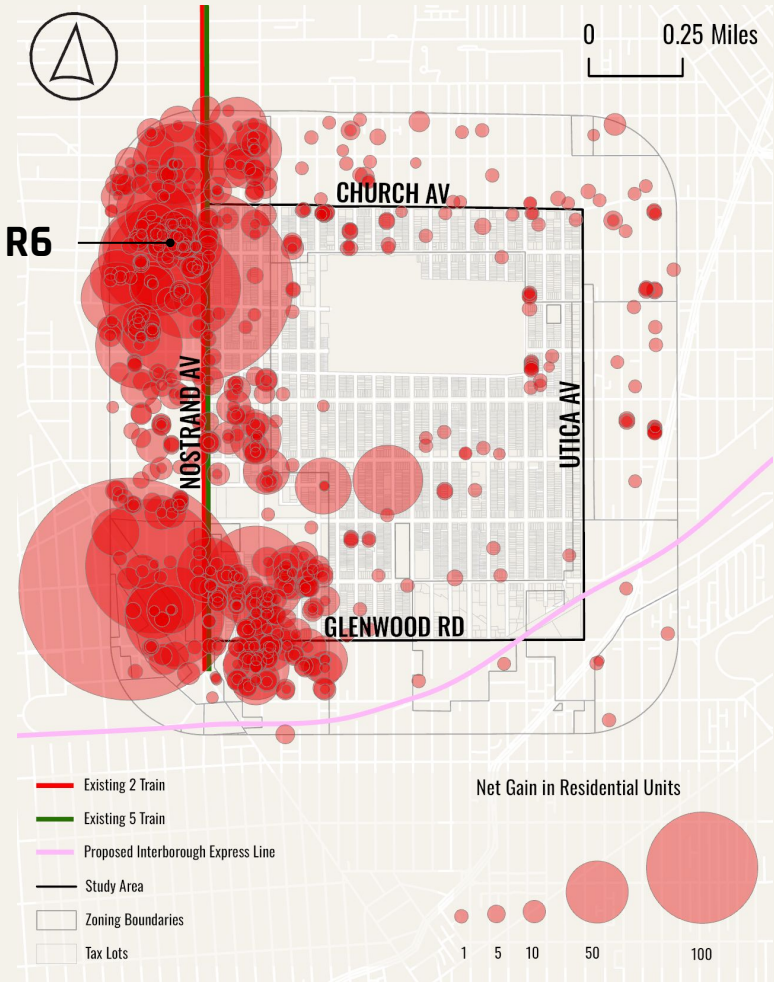 0 0.25 Miles
CHURCH AV
R6
NOSTRAND AV
UTICA AV
GLENWOOD RD
Existing 2 Train
Existing 5 Train
Proposed Interborough Express Line
Study Area
Zoning Boundaries
Tax Lots
Net Gain in Residential Units
1 5 10 50 100